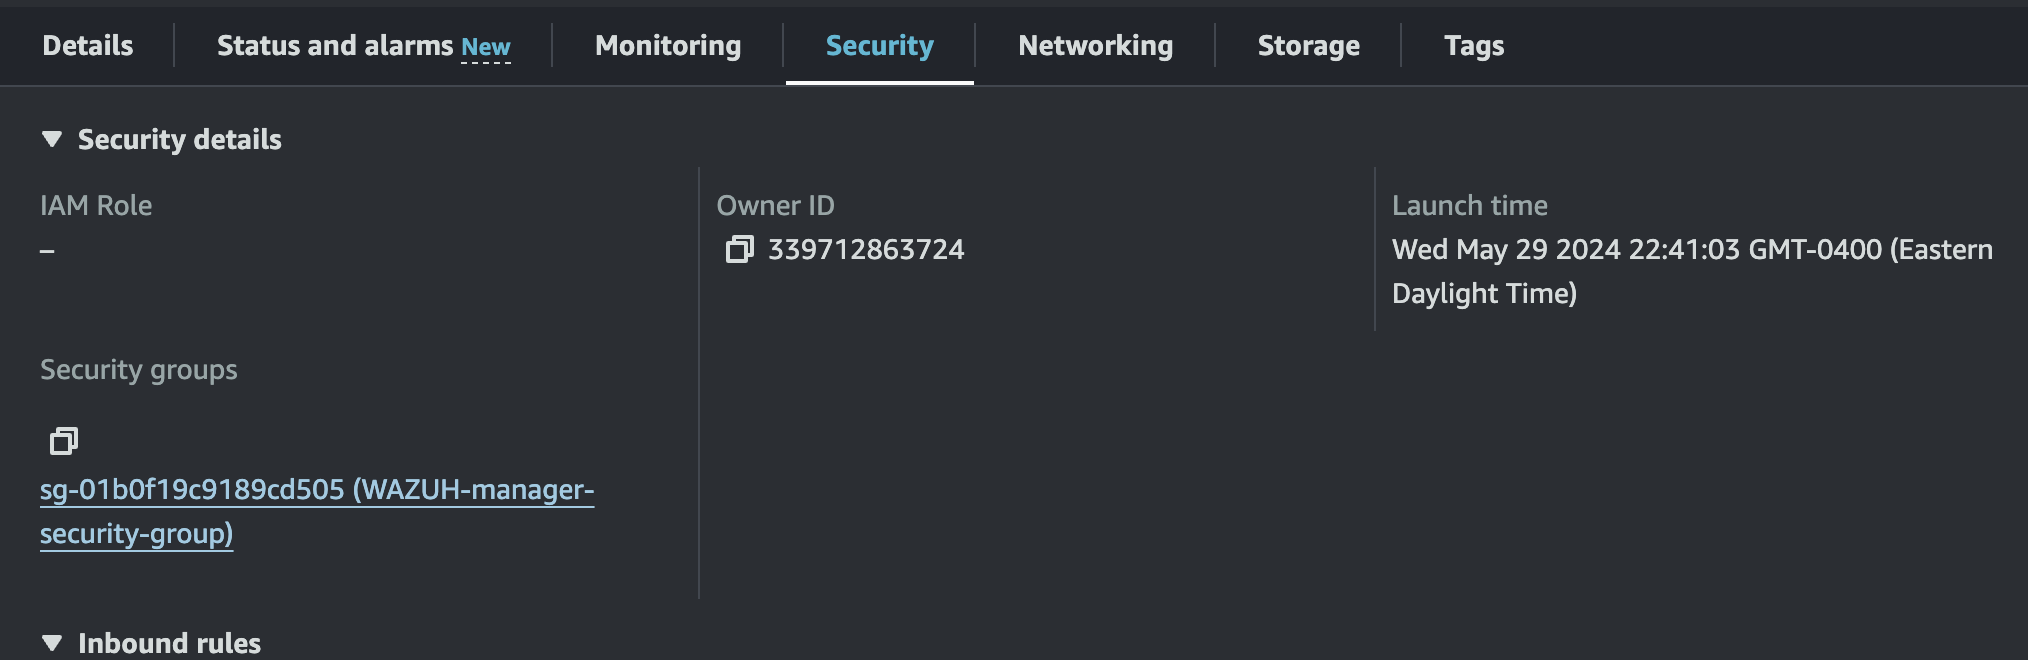 Details
Status and alarms New
Monitoring
Security
Networking
Storage
Tags
Security details
IAM Role
–
Owner ID
339712863724
Launch time
Wed May 29 2024 22:41:03 GMT-0400 (Eastern
Daylight Time)
Security groups
sg-01b0f19c9189cd505 (WAZUH-manager-
security-group)
Inbound rules